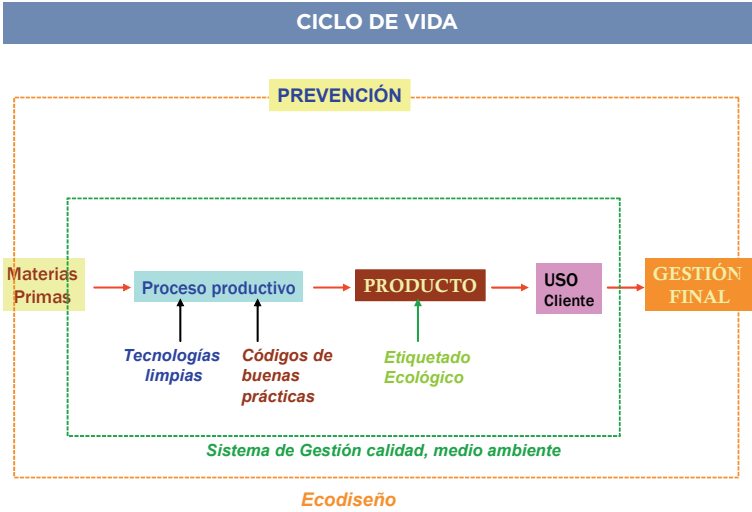 CICLO DE VIDA
PREVENCIÓN
Materias
Primas
Proceso productivo
PRODUCTO
USO
Cliente
GESTIÓN
FINAL
Tecnologías
limpias
Códigos de
buenas
prácticas
Etiquetado
Ecológico
Sistema de Gestión calidad, medio ambiente
Ecodiseño